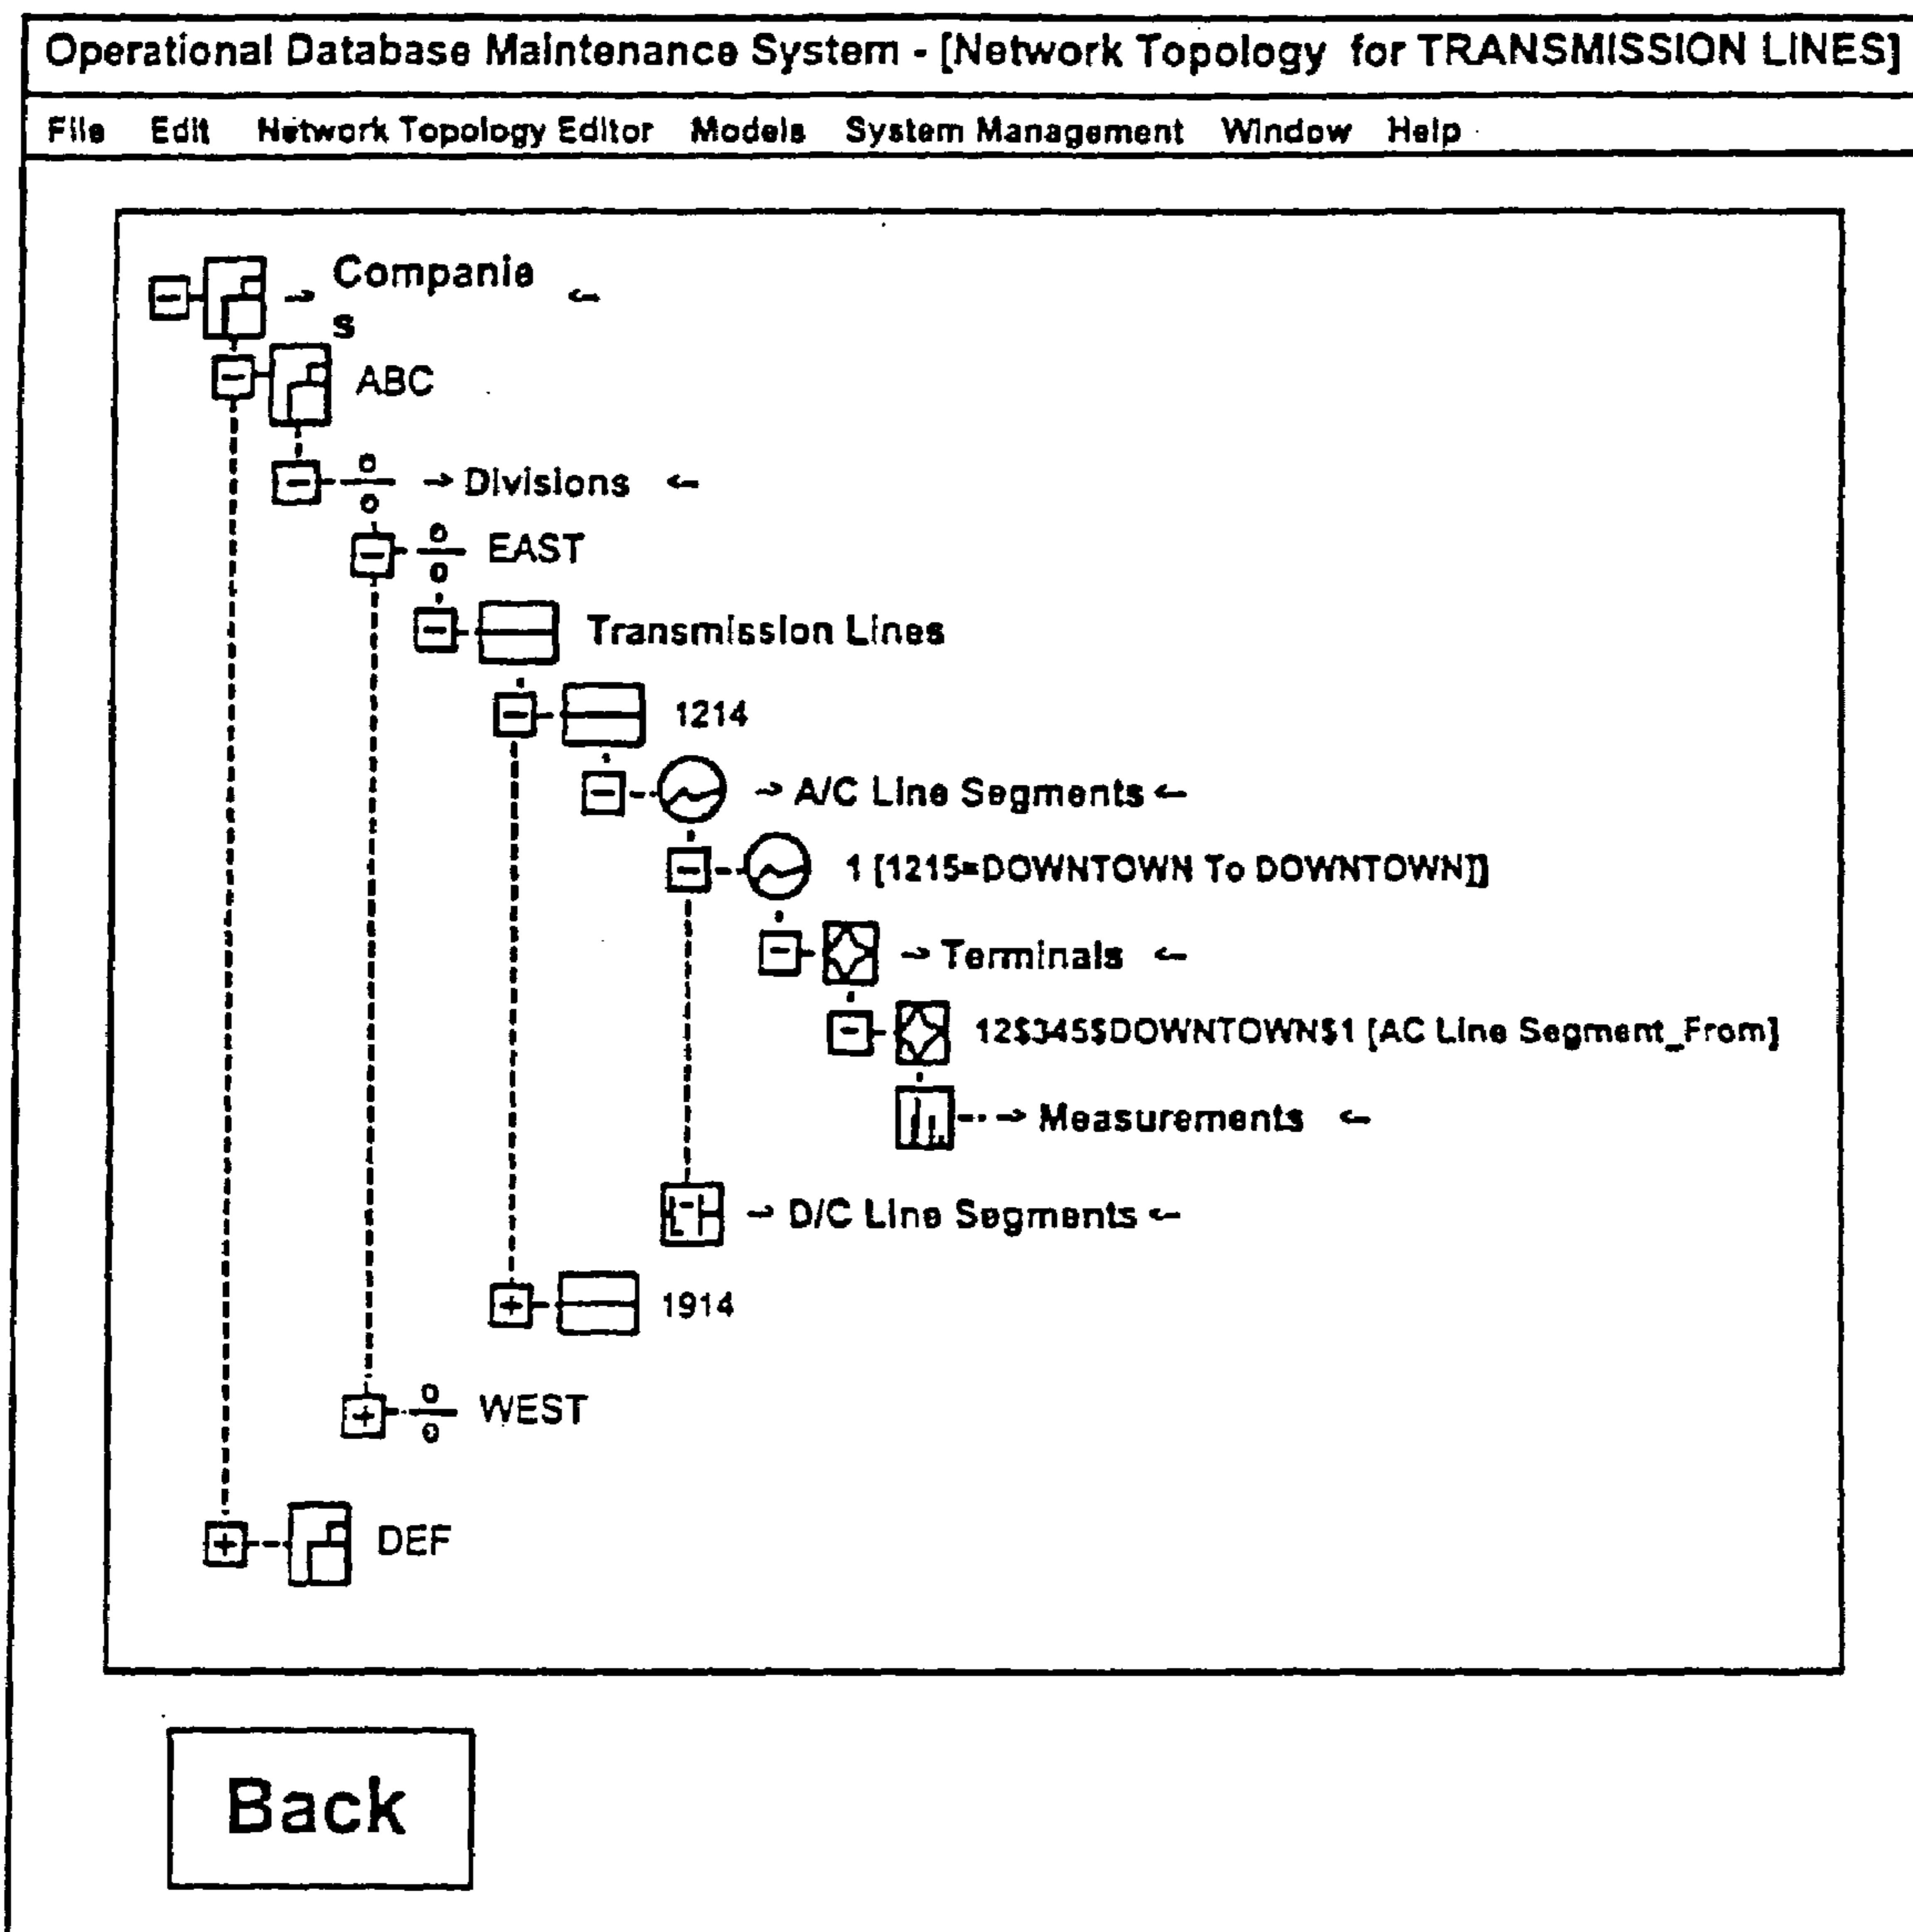 Operational Database Maintenance System - [Network Topology for TRANSMISSION LINES]
File Edit Network Topology Editor Models System Management Window Help
→ Companie ←
s
ABC
→ Divisions ←
EAST
Transmission Lines
1214
→ A/C Line Segments ←
1 [1215=DOWNTOWN To DOWNTOWN])
→ Terminals ←
12$345$DOWNTOWN$1 [AC Line Segment_From]
→ Measurements ←
→ D/C Line Segments ←
1914
WEST
DEF
Back